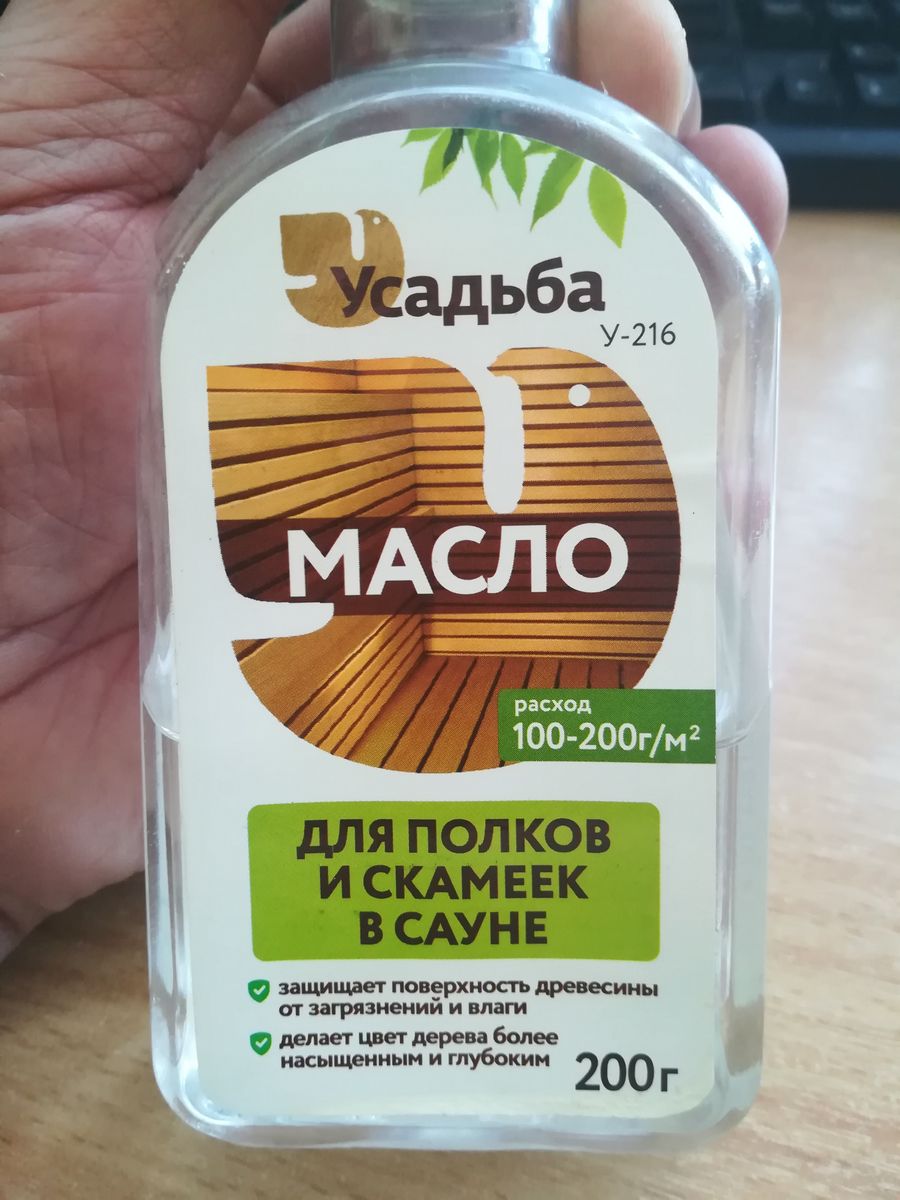 Усадьба
У-216
МАСЛО
расход
100-200г/м²
ДЛЯ ПОЛКОВ
И СКАМЕЕК
В САУНЕ
защищает поверхность древесины
от загрязнений и влаги
делает цвет дерева более
насыщенным и глубоким
200г